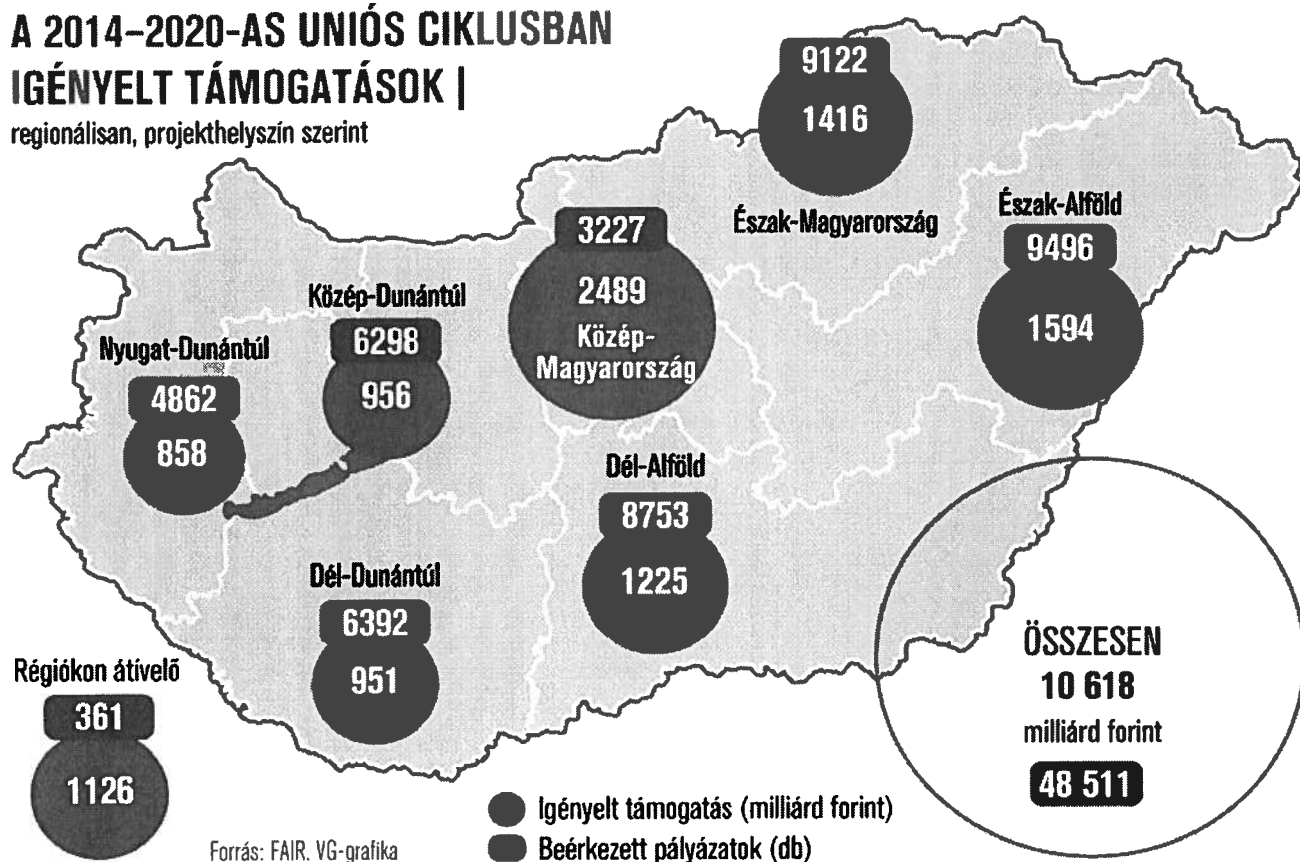 A 2014–2020-AS UNIÓS CIKLUSBAN
IGÉNYELT TÁMOGATÁSOK |
regionálisan, projekthelyszín szerint
9122
1416
Észak-Magyarország
Észak-Alföld
9496
1594
3227
2489
Közép-
Magyarország
Közép-Dunántúl
6298
956
Nyugat-Dunántúl
4862
858
Dél-Alföld
8753
1225
Dél-Dunántúl
6392
951
Régiókon átívelő
361
1126
ÖSSZESEN
10 618
milliárd forint
48 511
Igényelt támogatás (milliárd forint)
Beérkezett pályázatok (db)
Forrás: FAIR, VG-grafika